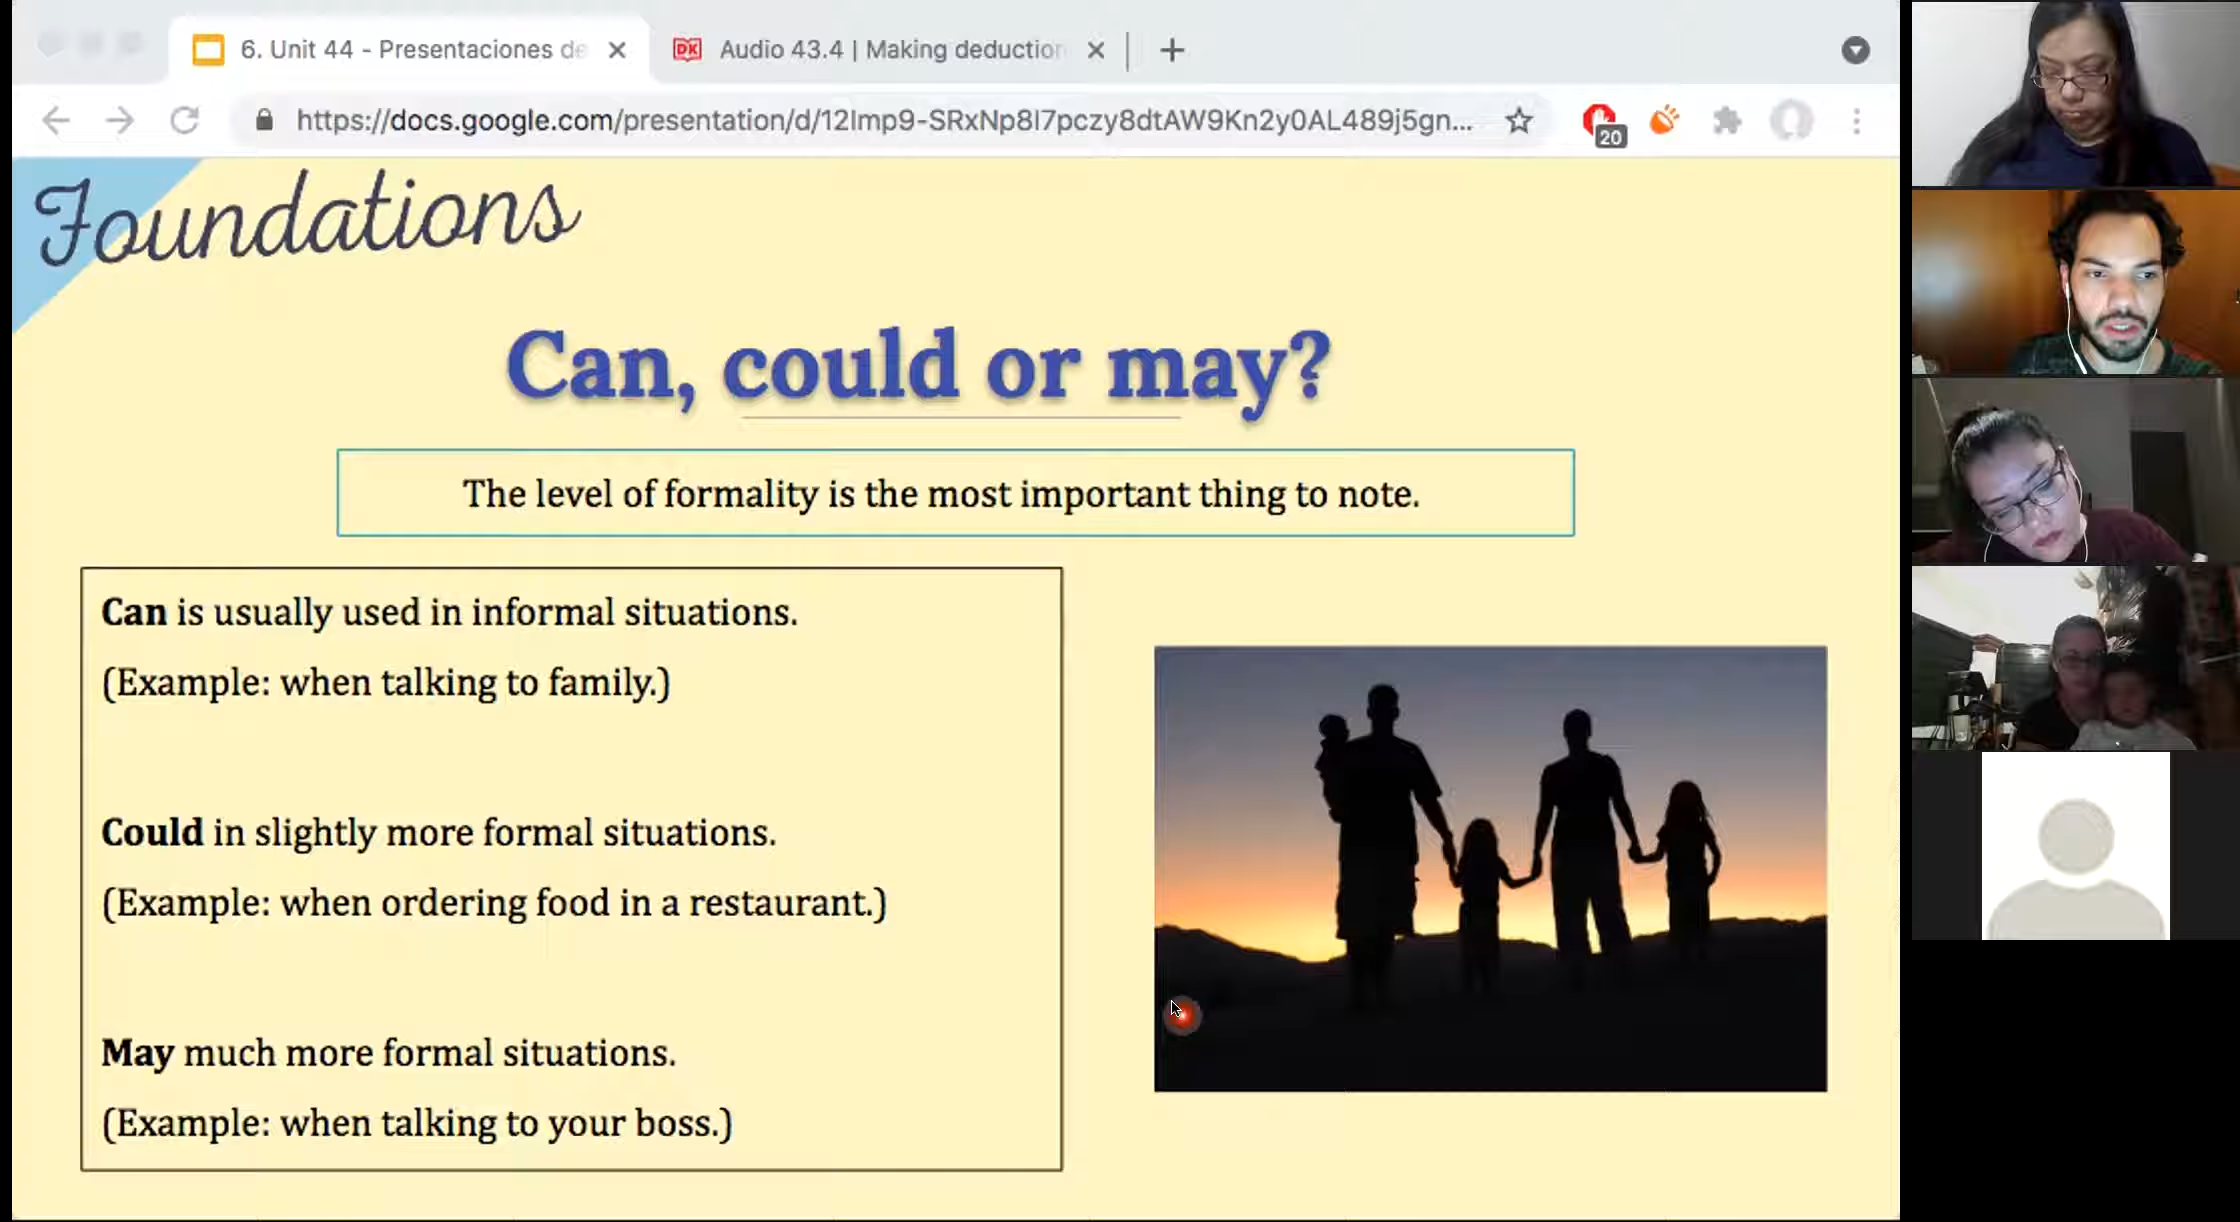 6. Unit 44 - Presentaciones de
Audio 43.4 | Making deduction
https://docs.google.com/presentation/d/12lmp9-SRxNp8I7pczy8dtAW9Kn2y0AL489j5gn...
20
Foundations
Can, could or may?
The level of formality is the most important thing to note.
Can is usually used in informal situations.
(Example: when talking to family.)
Could in slightly more formal situations.
(Example: when ordering food in a restaurant.)
May much more formal situations.
(Example: when talking to your boss.)